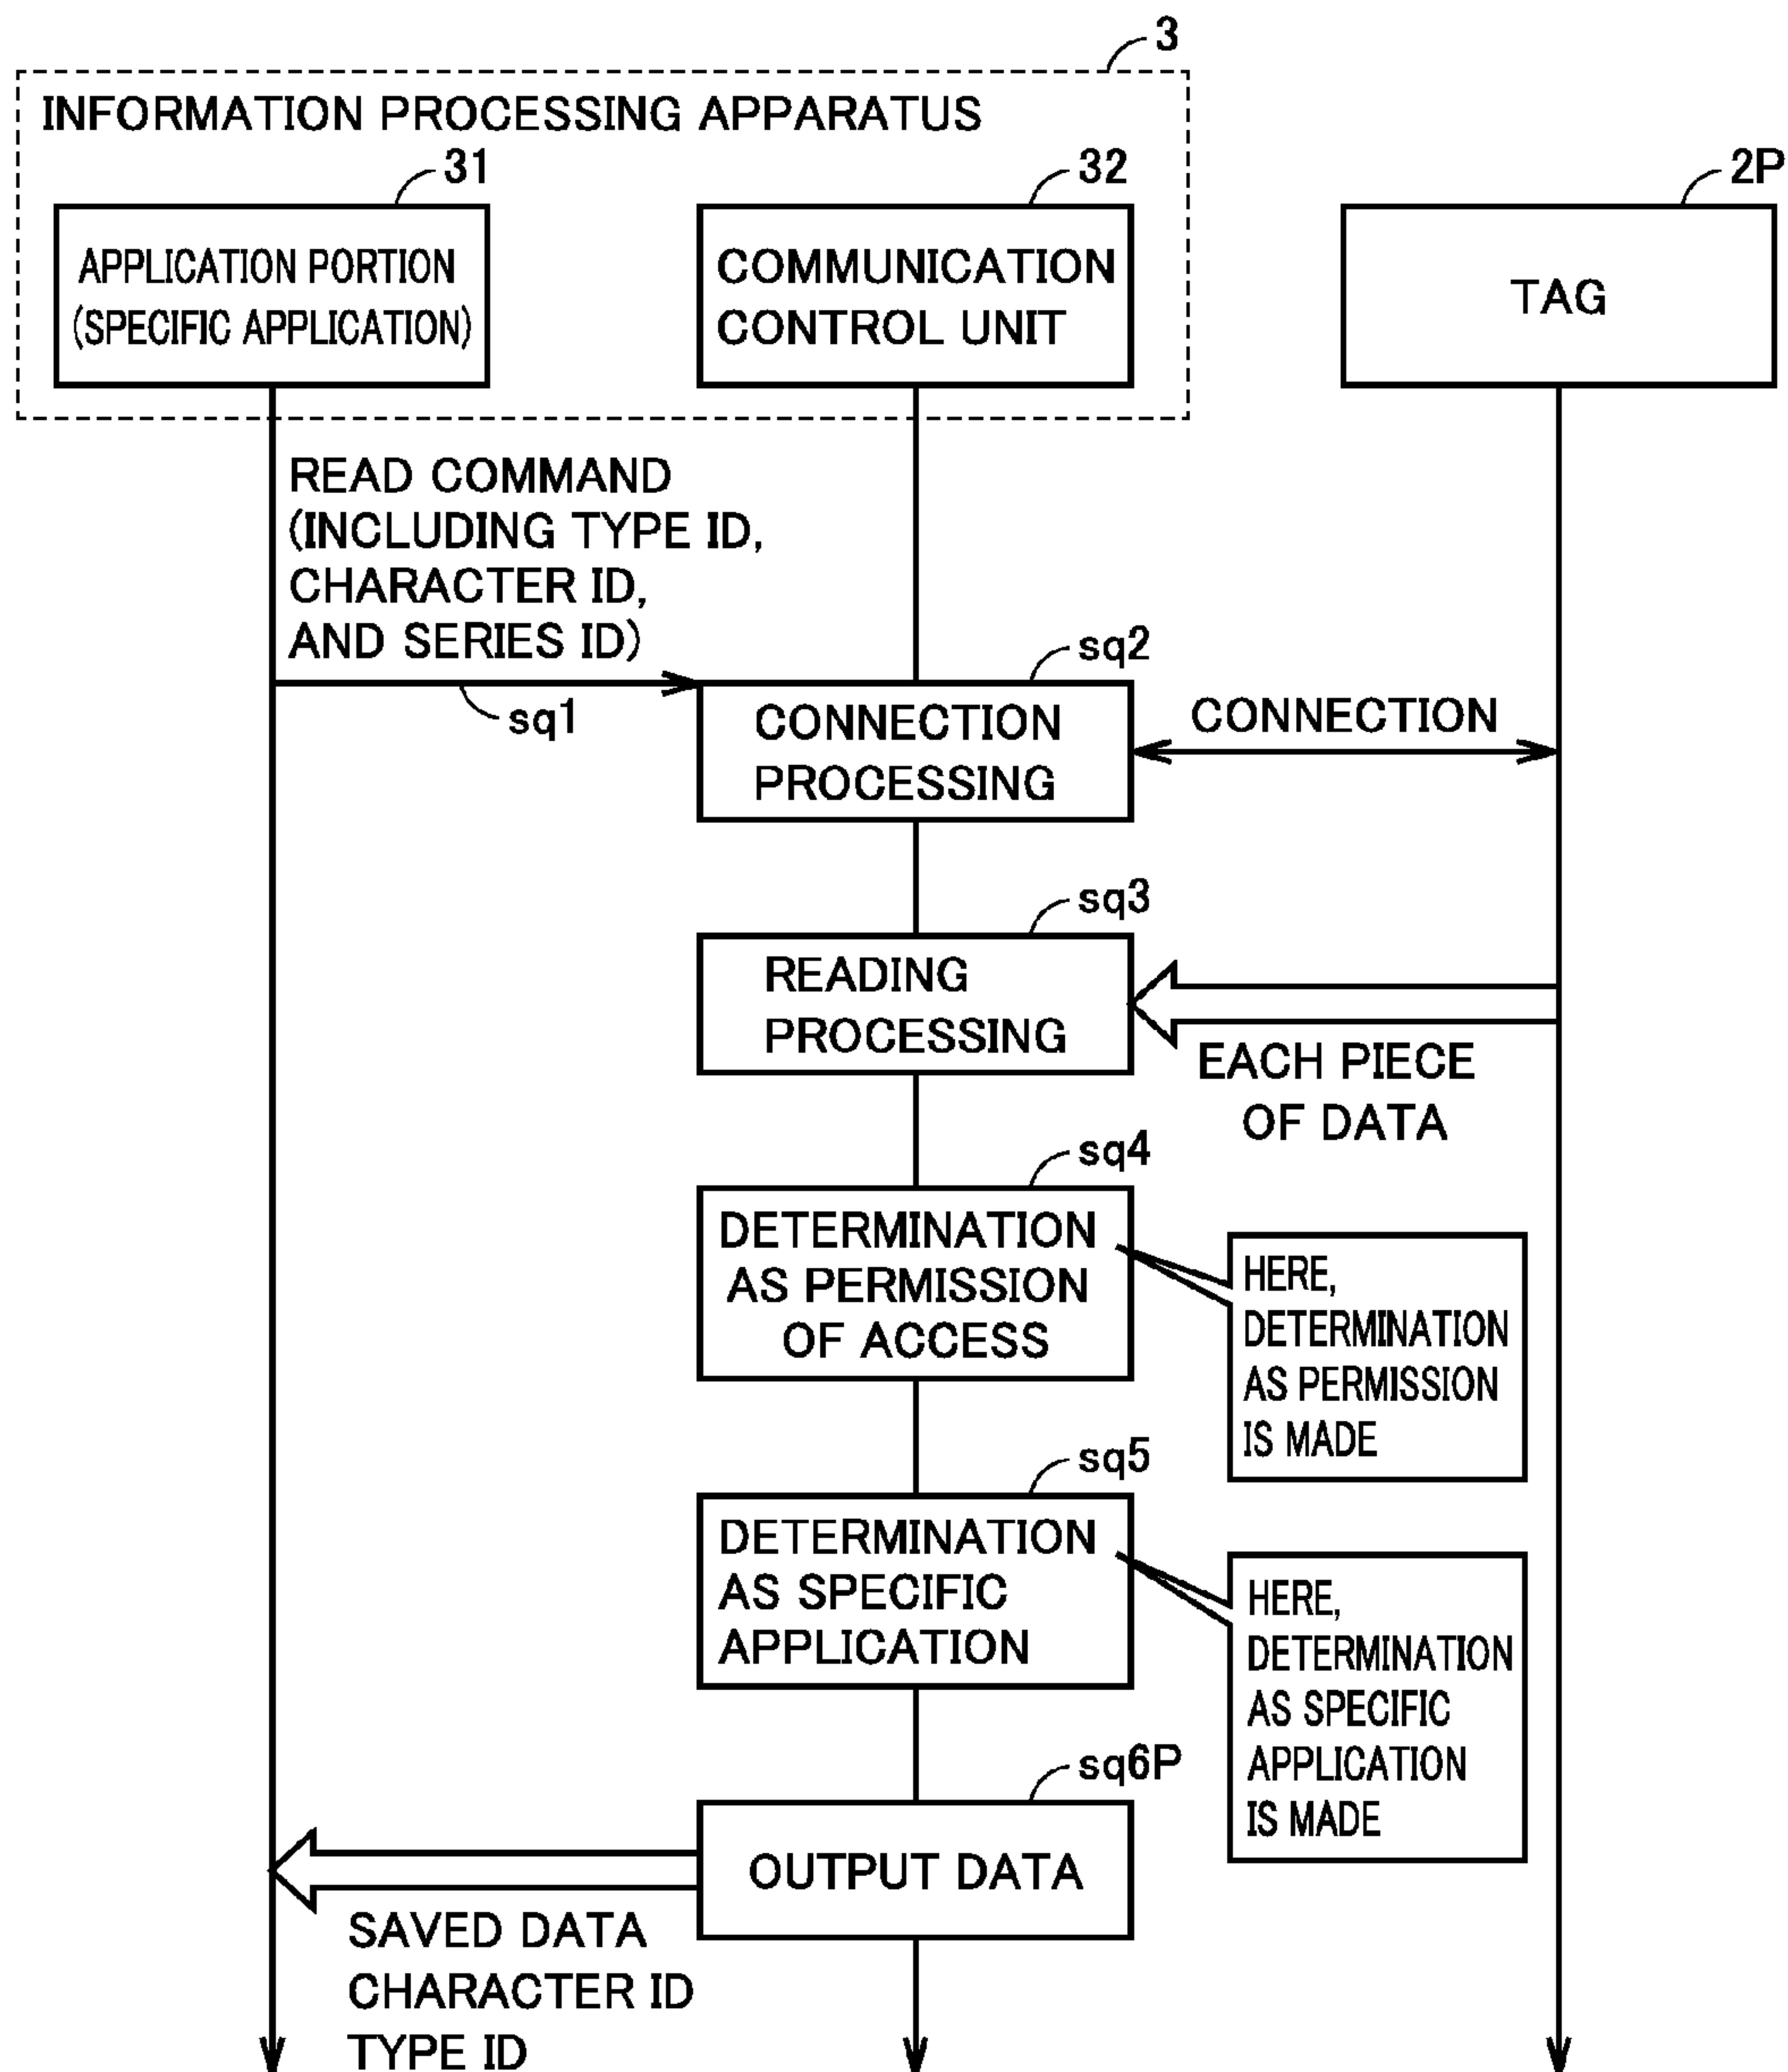 3
INFORMATION PROCESSING APPARATUS
31
32
2P
APPLICATION PORTION
(SPECIFIC APPLICATION)
COMMUNICATION
CONTROL UNIT
TAG
READ COMMAND
(INCLUDING TYPE ID,
CHARACTER ID,
AND SERIES ID)
sq1
sq2
CONNECTION
PROCESSING
CONNECTION
sq3
READING
PROCESSING
EACH PIECE
OF DATA
sq4
DETERMINATION
AS PERMISSION
OF ACCESS
HERE,
DETERMINATION
AS PERMISSION
IS MADE
sq5
DETERMINATION
AS SPECIFIC
APPLICATION
HERE,
DETERMINATION
AS SPECIFIC
APPLICATION
IS MADE
sq6P
OUTPUT DATA
SAVED DATA
CHARACTER ID
TYPE ID